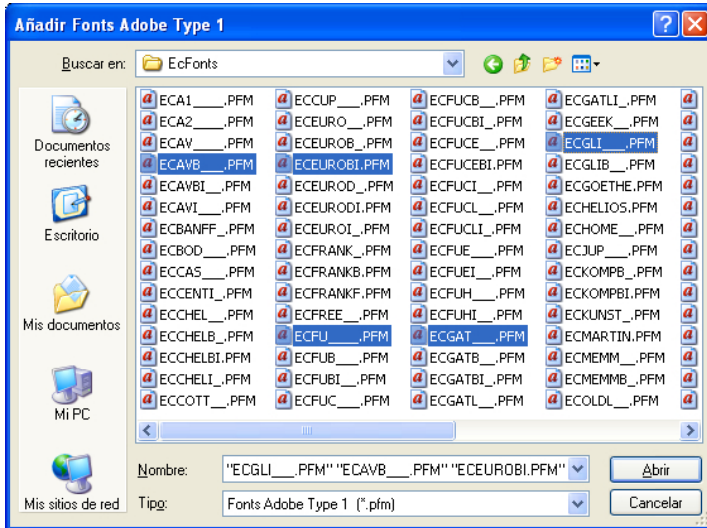 Añadir Fonts Adobe Type 1
Buscar en: EcFonts
Documentos recientes
Escritorio
Mis documentos
Mi PC
Mis sitios de red
ECA1____.PFM
ECA2____.PFM
ECAV____.PFM
ECAVB___.PFM
ECAVBI__.PFM
ECAVI___.PFM
ECBANFF_.PFM
ECBOD___.PFM
ECCAS___.PFM
ECCENTI_.PFM
ECCHEL__.PFM
ECCHELB_.PFM
ECCHELBI.PFM
ECCHELI_.PFM
ECCOTT__.PFM
ECCUP___.PFM
ECEURO__.PFM
ECEUROB_.PFM
ECEUROBI.PFM
ECEUROD_.PFM
ECEURODI.PFM
ECEUROI_.PFM
ECFRANK_.PFM
ECFRANKB.PFM
ECFRANKF.PFM
ECFREE__.PFM
ECFU____.PFM
ECFUB___.PFM
ECFUBI__.PFM
ECFUC___.PFM
ECFUCB__.PFM
ECFUCBI_.PFM
ECFUCE__.PFM
ECFUCEBI.PFM
ECFUCI__.PFM
ECFUCL__.PFM
ECFUCLI_.PFM
ECFUE___.PFM
ECFUEI__.PFM
ECFUH___.PFM
ECFUHI__.PFM
ECGAT___.PFM
ECGATB__.PFM
ECGATBI_.PFM
ECGATL__.PFM
ECGATLI_.PFM
ECGEEK__.PFM
ECGLI___.PFM
ECGLIB__.PFM
ECGOETHE.PFM
ECHELIOS.PFM
ECHOME__.PFM
ECJUP___.PFM
ECKOMPB_.PFM
ECKOMPBI.PFM
ECKUNST_.PFM
ECMARTIN.PFM
ECMEMM__.PFM
ECMEMMB_.PFM
ECOLDL__.PFM
Nombre: "ECGLI___.PFM" "ECAVB___.PFM" "ECEUROBI.PFM" Abrir
Tipo: Fonts Adobe Type 1 (*.pfm) Cancelar